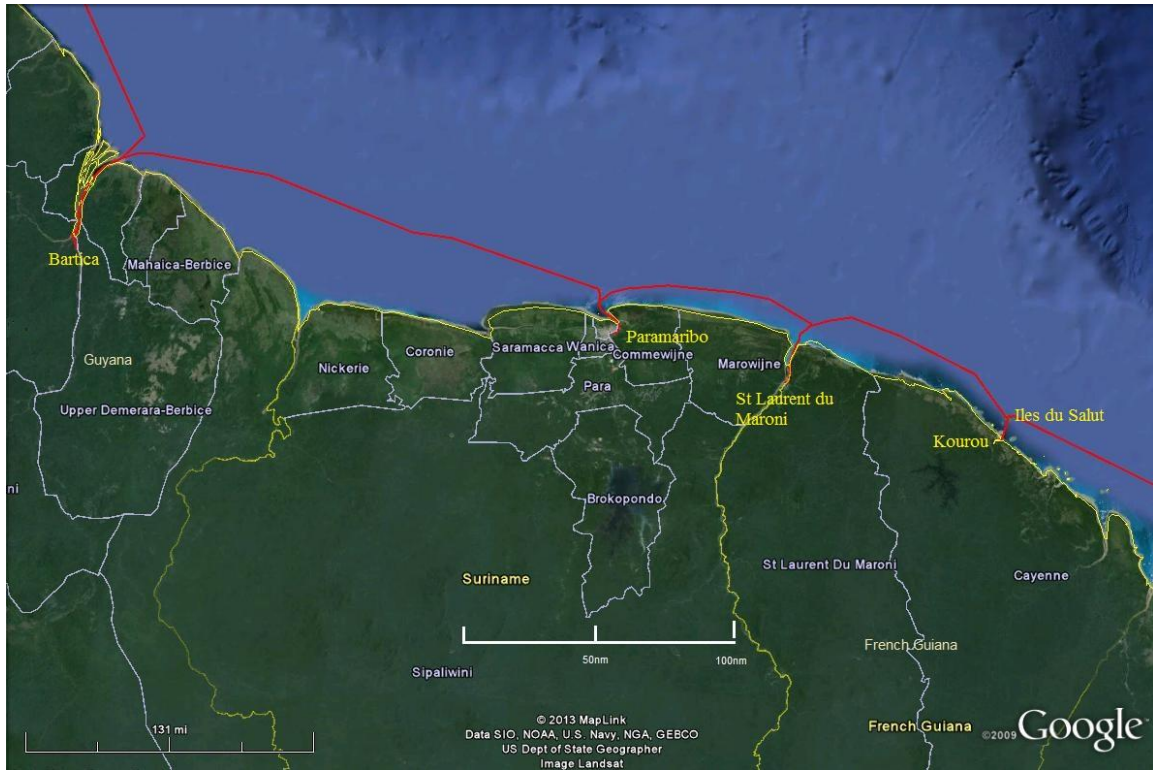 Bartica
Mahaica-Berbice
Guyana
Upper Demerara-Berbice
ni
Nickerie
Coronie
Saramacca
Wanica
Paramaribo
Commewijne
Para
Marowijne
St Laurent du
Maroni
Iles du Salut
Kourou
Brokopondo
Suriname
St Laurent Du Maroni
Cayenne
French Guiana
50nm
100nm
Sipaliwini
131 mi
French Guiana
© 2013 MapLink
Data SIO, NOAA, U.S. Navy, NGA, GEBCO
US Dept of State Geographer
Image Landsat
©2009 Google